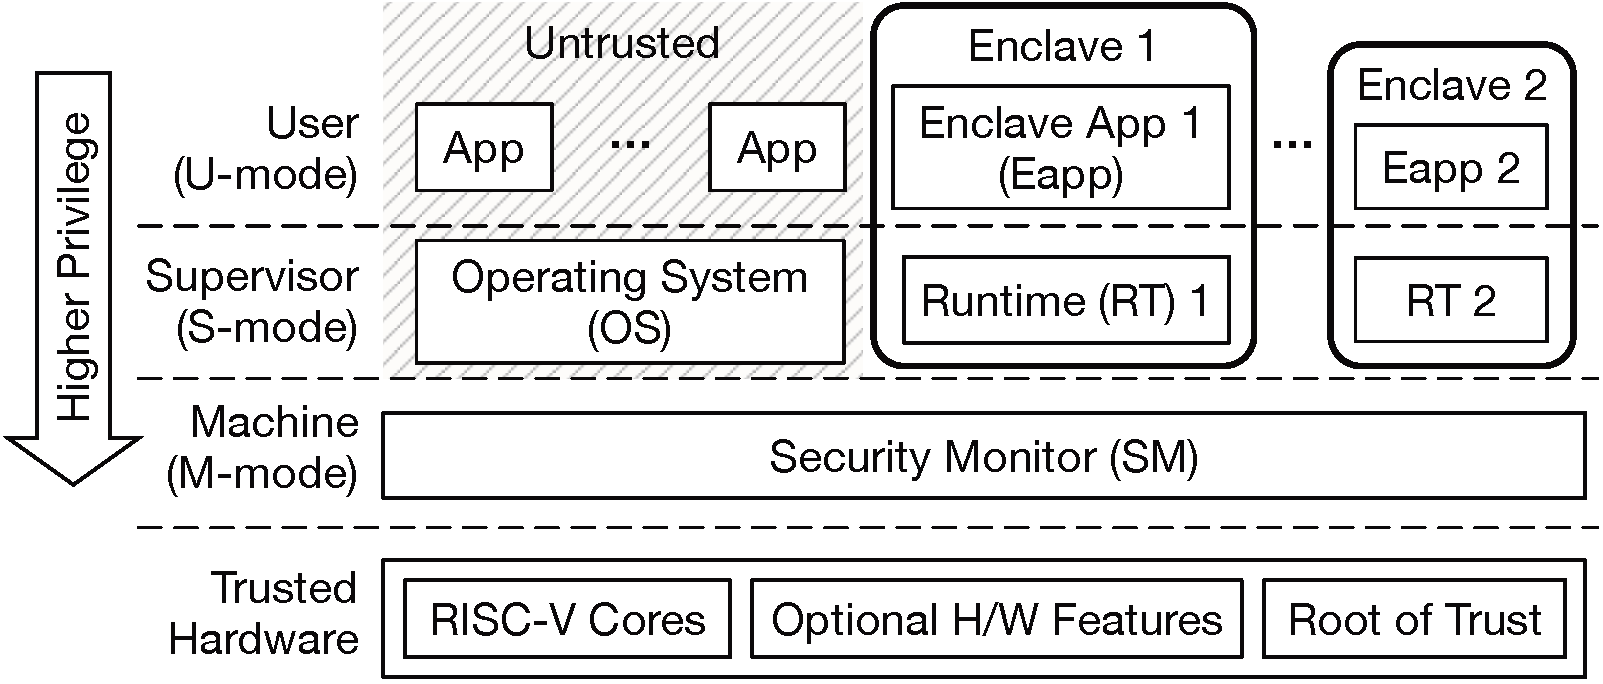 Higher Privilege
User
(U-mode)
Untrusted
App
...
App
Enclave 1
Enclave App 1
(Eapp)
...
Enclave 2
Eapp 2
Supervisor
(S-mode)
Operating System
(OS)
Runtime (RT) 1
RT 2
Machine
(M-mode)
Security Monitor (SM)
Trusted
Hardware
RISC-V Cores
Optional H/W Features
Root of Trust